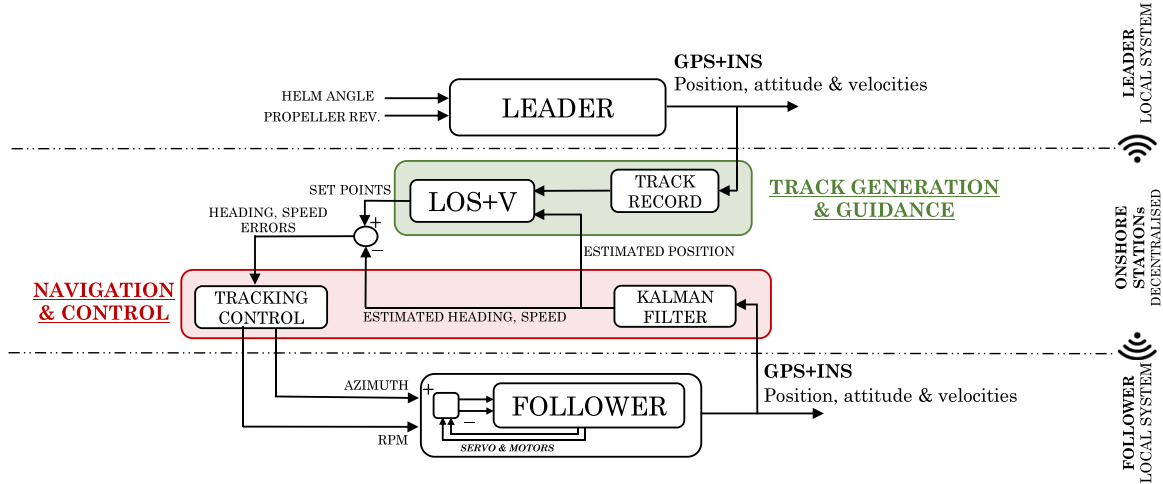 GPS+INS
Position, attitude & velocities
HELM ANGLE
PROPELLER REV.
LEADER
LEADER
LOCAL SYSTEM
TRACK
RECORD
LOS+V
SET POINTS
TRACK GENERATION
& GUIDANCE
HEADING, SPEED
ERRORS
+
–
ESTIMATED POSITION
ONSHORE
STATIONs
DECENTRALISED
NAVIGATION
& CONTROL
TRACKING
CONTROL
ESTIMATED HEADING, SPEED
KALMAN
FILTER
GPS+INS
Position, attitude & velocities
AZIMUTH
RPM
+
–
FOLLOWER
SERVO & MOTORS
FOLLOWER
LOCAL SYSTEM